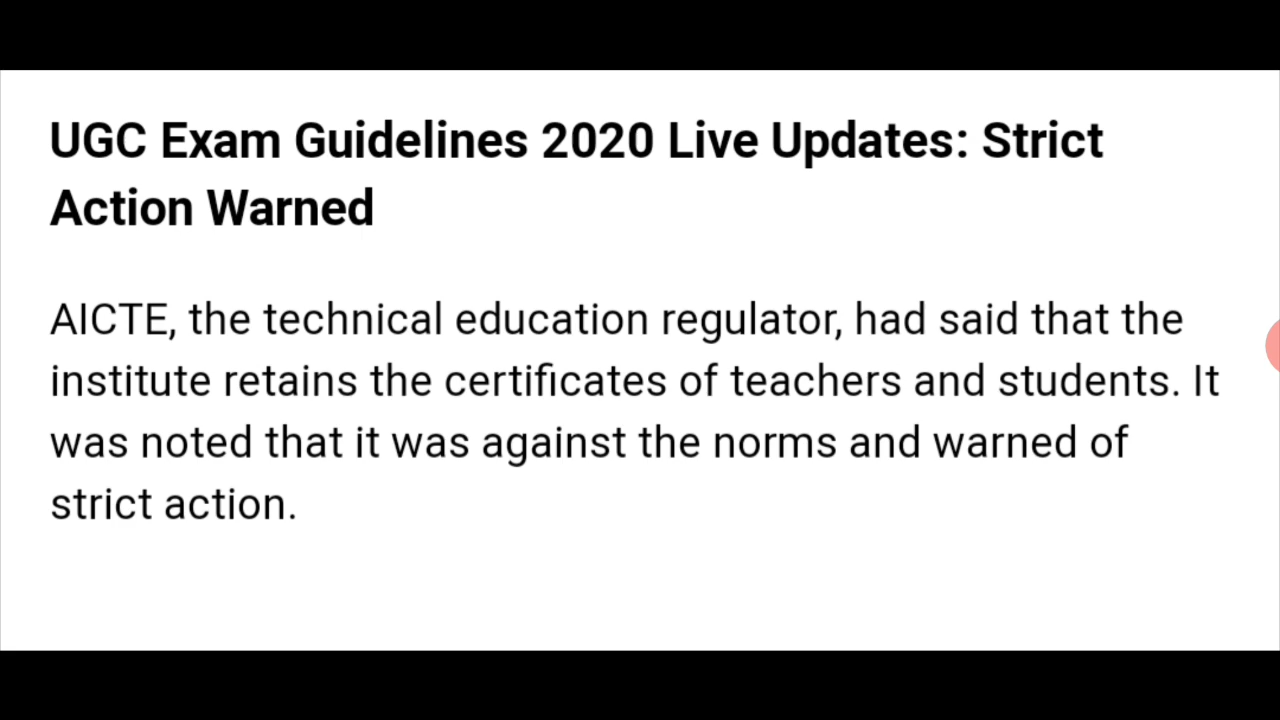 UGC Exam Guidelines 2020 Live Updates: Strict
Action Warned
AICTE, the technical education regulator, had said that the
institute retains the certificates of teachers and students. It
was noted that it was against the norms and warned of
strict action.